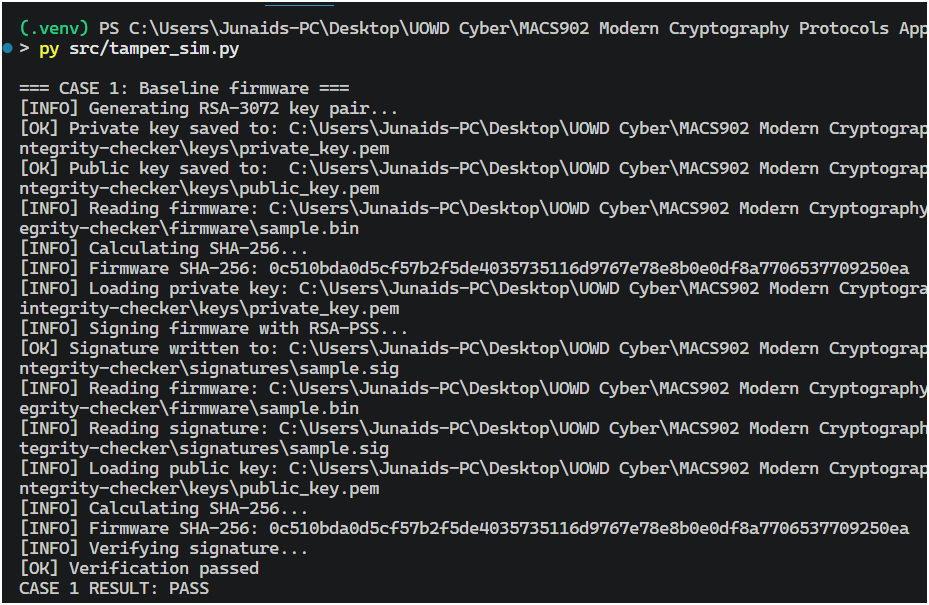 (.venv) PS C:\Users\Junaids-PC\Desktop\UOWD Cyber\MACS902 Modern Cryptography Protocols App
> py src/tamper_sim.py
=== CASE 1: Baseline firmware ===
[INFO] Generating RSA-3072 key pair...
[OK] Private key saved to: C:\Users\Junaids-PC\Desktop\UOWD Cyber\MACS902 Modern Cryptograp
ntegrity-checker\keys\private_key.pem
[OK] Public key saved to:  C:\Users\Junaids-PC\Desktop\UOWD Cyber\MACS902 Modern Cryptograp
ntegrity-checker\keys\public_key.pem
[INFO] Reading firmware: C:\Users\Junaids-PC\Desktop\UOWD Cyber\MACS902 Modern Cryptography
egrity-checker\firmware\sample.bin
[INFO] Calculating SHA-256...
[INFO] Firmware SHA-256: 0c510bda0d5cf57b2f5de4035735116d9767e78e8b0e0df8a7706537709250ea
[INFO] Loading private key: C:\Users\Junaids-PC\Desktop\UOWD Cyber\MACS902 Modern Cryptogra
integrity-checker\keys\private_key.pem
[INFO] Signing firmware with RSA-PSS...
[OK] Signature written to: C:\Users\Junaids-PC\Desktop\UOWD Cyber\MACS902 Modern Cryptograp
ntegrity-checker\signatures\sample.sig
[INFO] Reading firmware: C:\Users\Junaids-PC\Desktop\UOWD Cyber\MACS902 Modern Cryptography
egrity-checker\firmware\sample.bin
[INFO] Reading signature: C:\Users\Junaids-PC\Desktop\UOWD Cyber\MACS902 Modern Cryptograph
tegrity-checker\signatures\sample.sig
[INFO] Loading public key: C:\Users\Junaids-PC\Desktop\UOWD Cyber\MACS902 Modern Cryptograp
ntegrity-checker\keys\public_key.pem
[INFO] Calculating SHA-256...
[INFO] Firmware SHA-256: 0c510bda0d5cf57b2f5de4035735116d9767e78e8b0e0df8a7706537709250ea
[INFO] Verifying signature...
[OK] Verification passed
CASE 1 RESULT: PASS